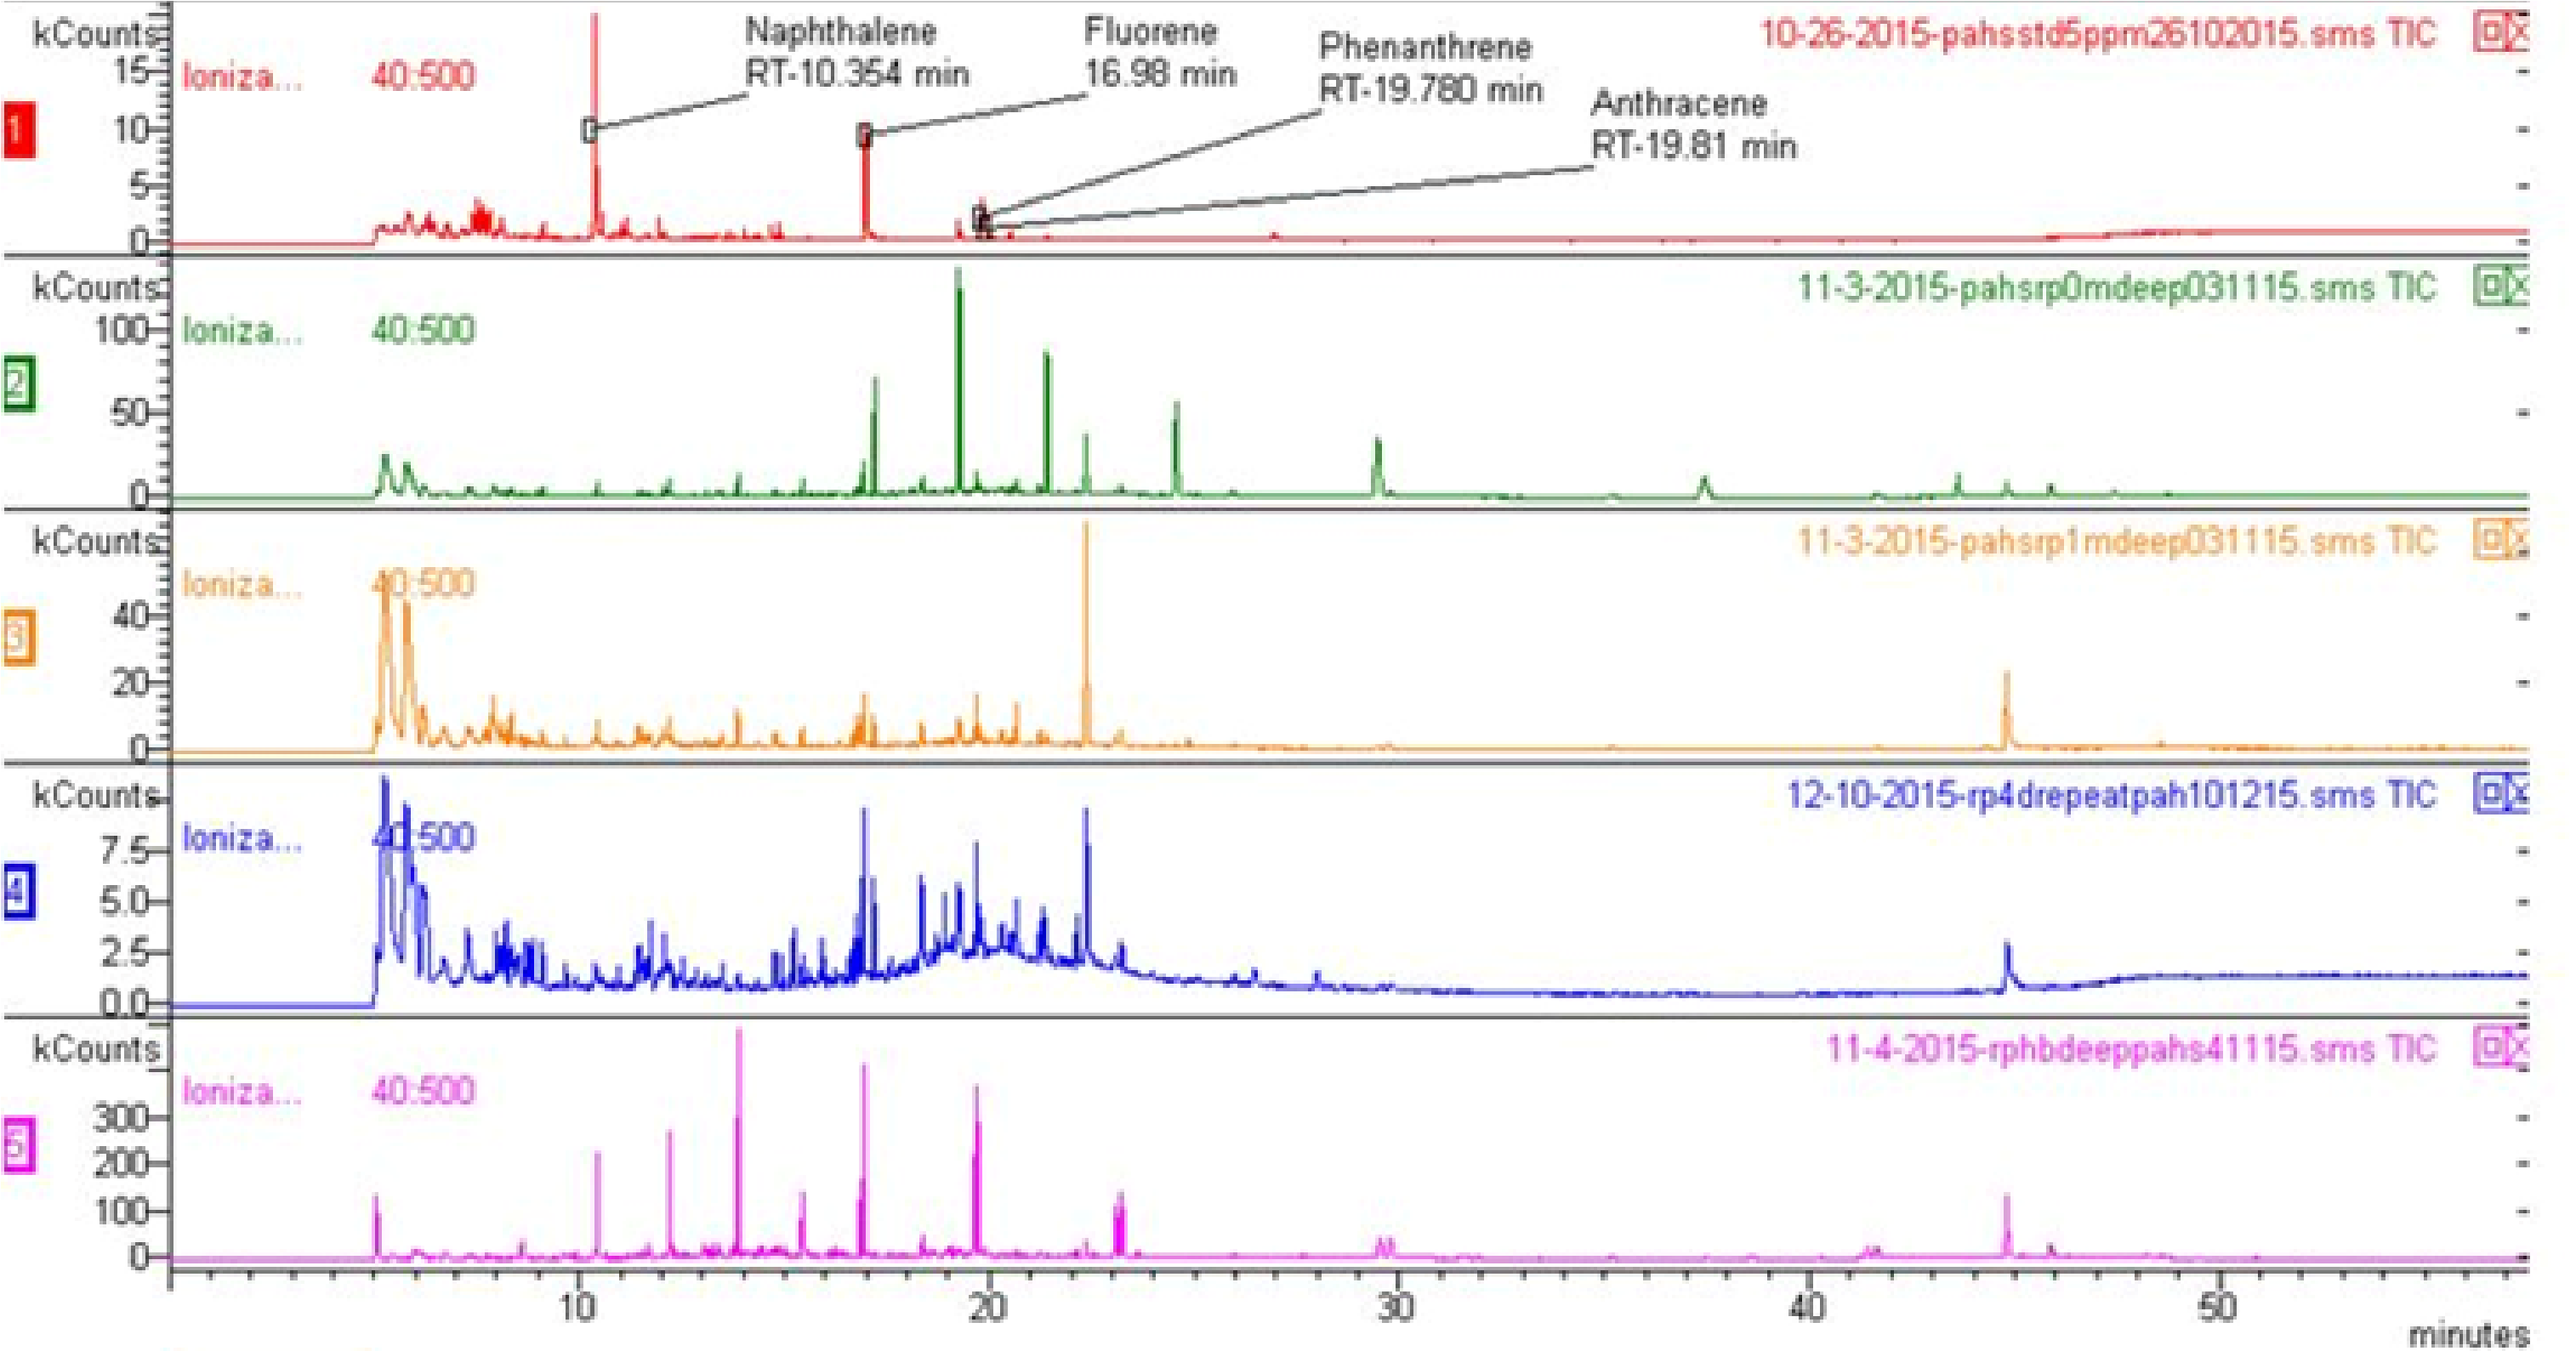 kCounts
10-26-2015-pahsstd5ppm26102015.sms TIC
Ioniza... 40:500
Naphthalene
RT-10.354 min
Fluorene
16.98 min
Phenanthrene
RT-19.780 min
Anthracene
RT-19.81 min
1
15
10
5
0
kCounts
11-3-2015-pahsrp0mdeep031115.sms TIC
Ioniza... 40:500
2
100
50
0
kCounts
11-3-2015-pahsrp1mdeep031115.sms TIC
Ioniza... 40:500
3
40
20
0
kCounts
12-10-2015-rp4drepeatpah101215.sms TIC
Ioniza... 40:500
4
7.5
5.0
2.5
0.0
kCounts
11-4-2015-rphbdeeppahs41115.sms TIC
Ioniza... 40:500
5
300
200
100
0
10 20 30 40 50
minutes